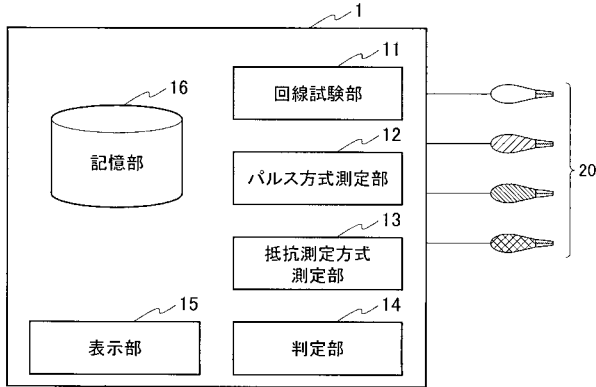 1
11
回線試験部
16
記憶部
12
パルス方式測定部
20
13
抵抗測定方式
測定部
15
表示部
14
判定部